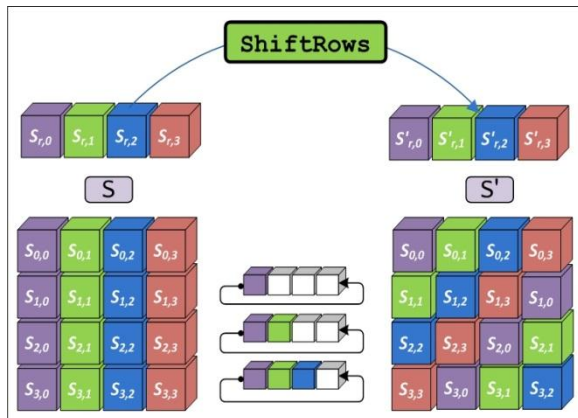 ShiftRows
Sr,0 Sr,1 Sr,2 Sr,3
S'r,0 S'r,1 S'r,2 S'r,3
S
S'
S0,0 S0,1 S0,2 S0,3
S1,0 S1,1 S1,2 S1,3
S2,0 S2,1 S2,2 S2,3
S3,0 S3,1 S3,2 S3,3
S0,0 S0,1 S0,2 S0,3
S1,1 S1,2 S1,3 S1,0
S2,2 S2,3 S2,0 S2,1
S3,3 S3,0 S3,1 S3,2